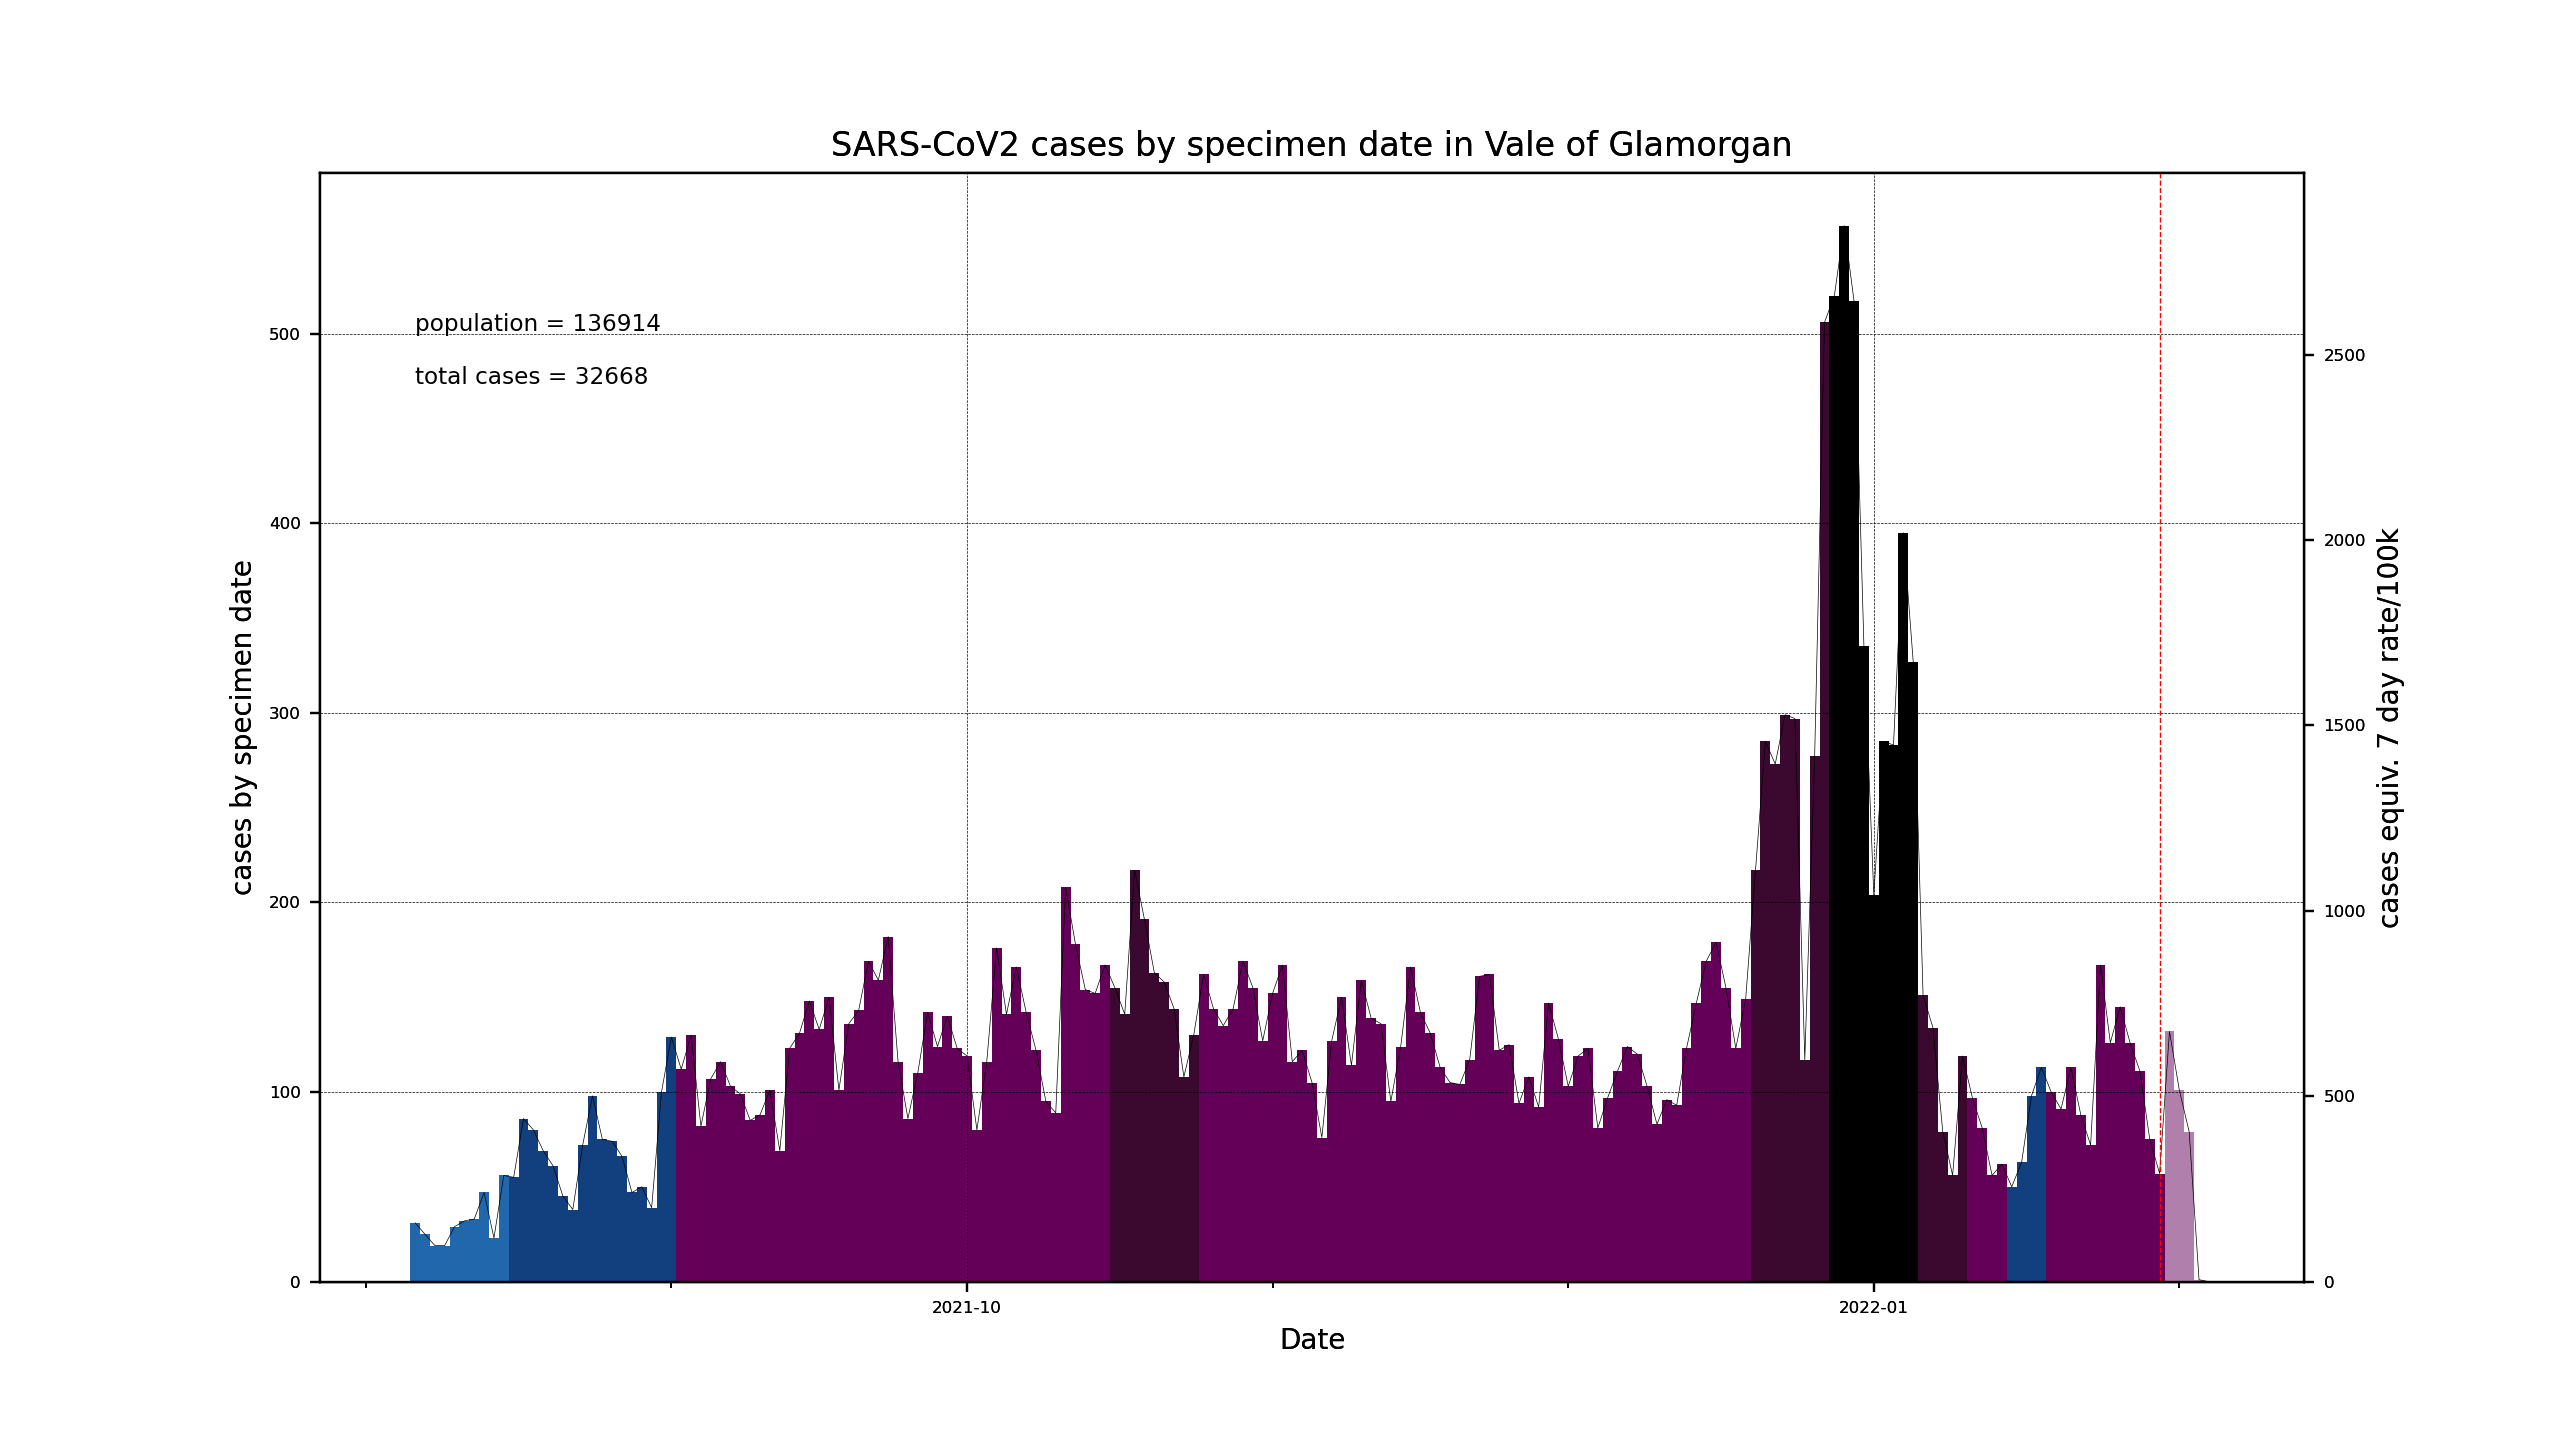 SARS-CoV2 cases by specimen date in Vale of Glamorgan
population = 136914
total cases = 32668
cases by specimen date
500
400
300
200
100
0
2500
2000
1500
1000
500
0
cases equiv. 7 day rate/100k
2021-10
2022-01
Date